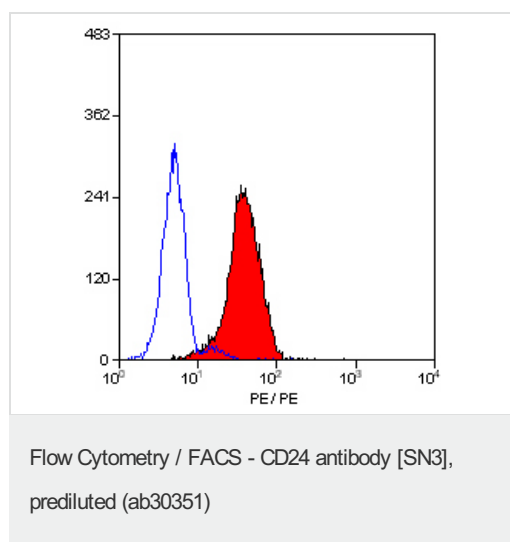 483
362
241
120
0
10⁰ 10¹ 10² 10³ 10⁴
PE / PE
Flow Cytometry / FACS - CD24 antibody [SN3],
prediluted (ab30351)